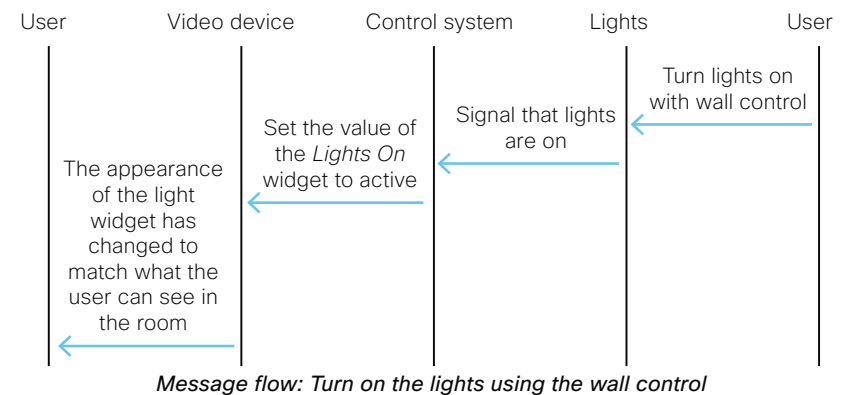 User Video device Control system Lights User
Turn lights on
with wall control
Signal that lights
are on
Set the value of
the Lights On
widget to active
The appearance
of the light
widget has
changed to
match what the
user can see in
the room
Message flow: Turn on the lights using the wall control